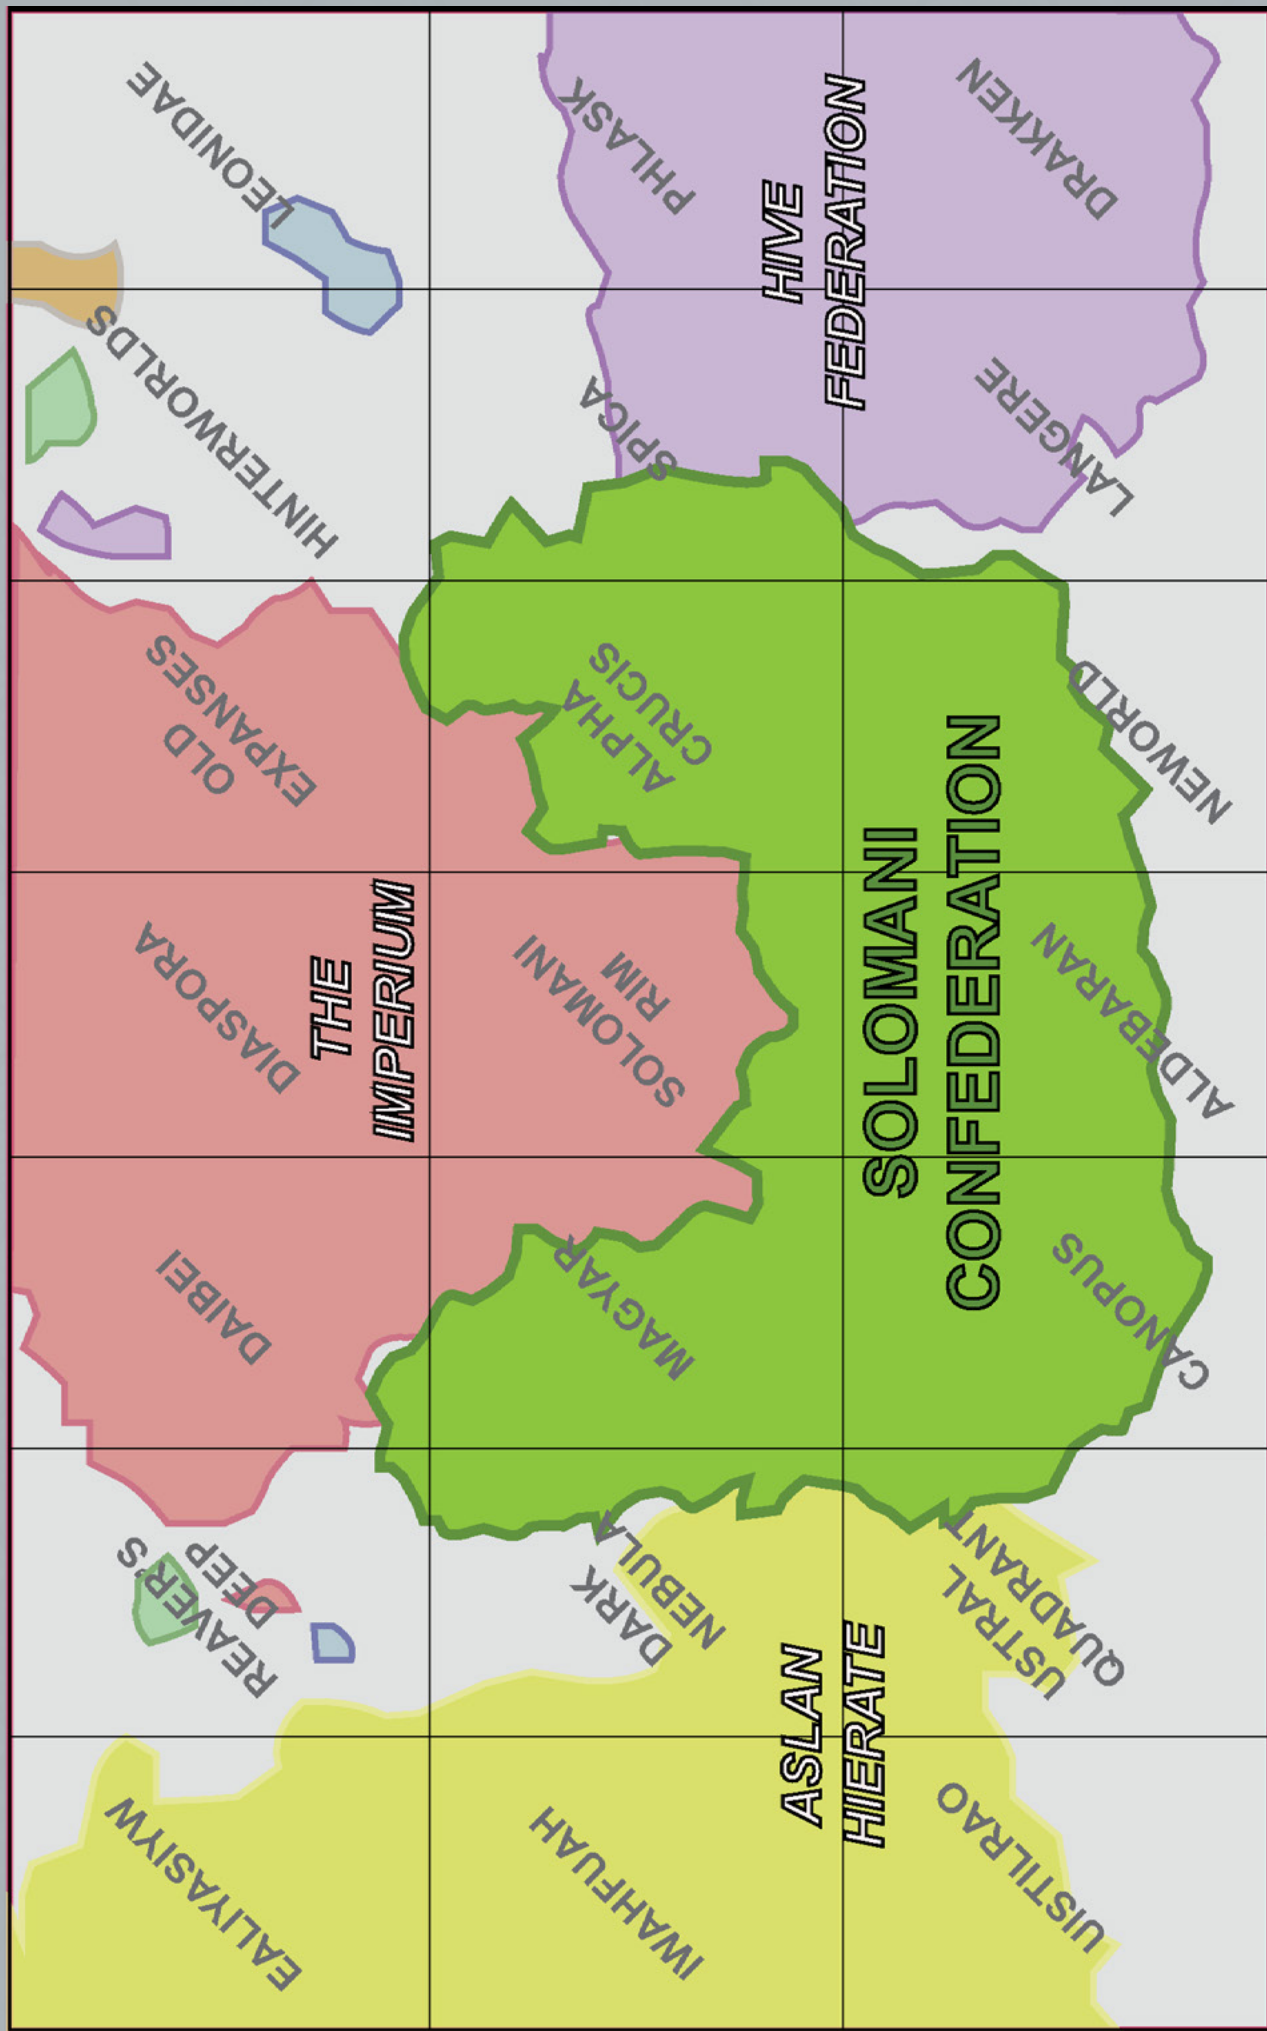 EALIYASIYW
REAVER'S
DEEP
DAIBEI
DIASPORA
OLD
EXPANSES
HINTERWORLDS
LEONIDAE
THE
IMPERIUM
IWAHFUAH
DARK
NEBULA
MAGYAR
SOLOMANI
RIM
ALPHA
CRUCIS
SPICA
PHLASK
ASLAN
HIERATE
SOLOMANI
CONFEDERATION
HIVE
FEDERATION
UISTILRAO
USTRAL
QUADRANT
CANOPUS
ALDEBARAN
NEWORLD
LANGERE
DRAKKEN